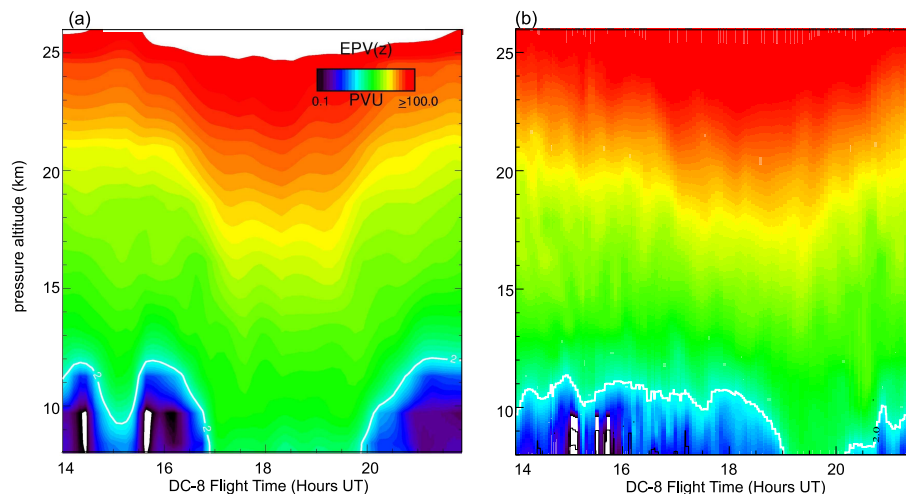 (a) (b)
EPV(z)
0.1 PVU ≥100.0
25 25
20 20
15 15
10 10
2 2 2.0
pressure altitude (km)
14 16 18 20 14 16 18 20
DC-8 Flight Time (Hours UT) DC-8 Flight Time (Hours UT)